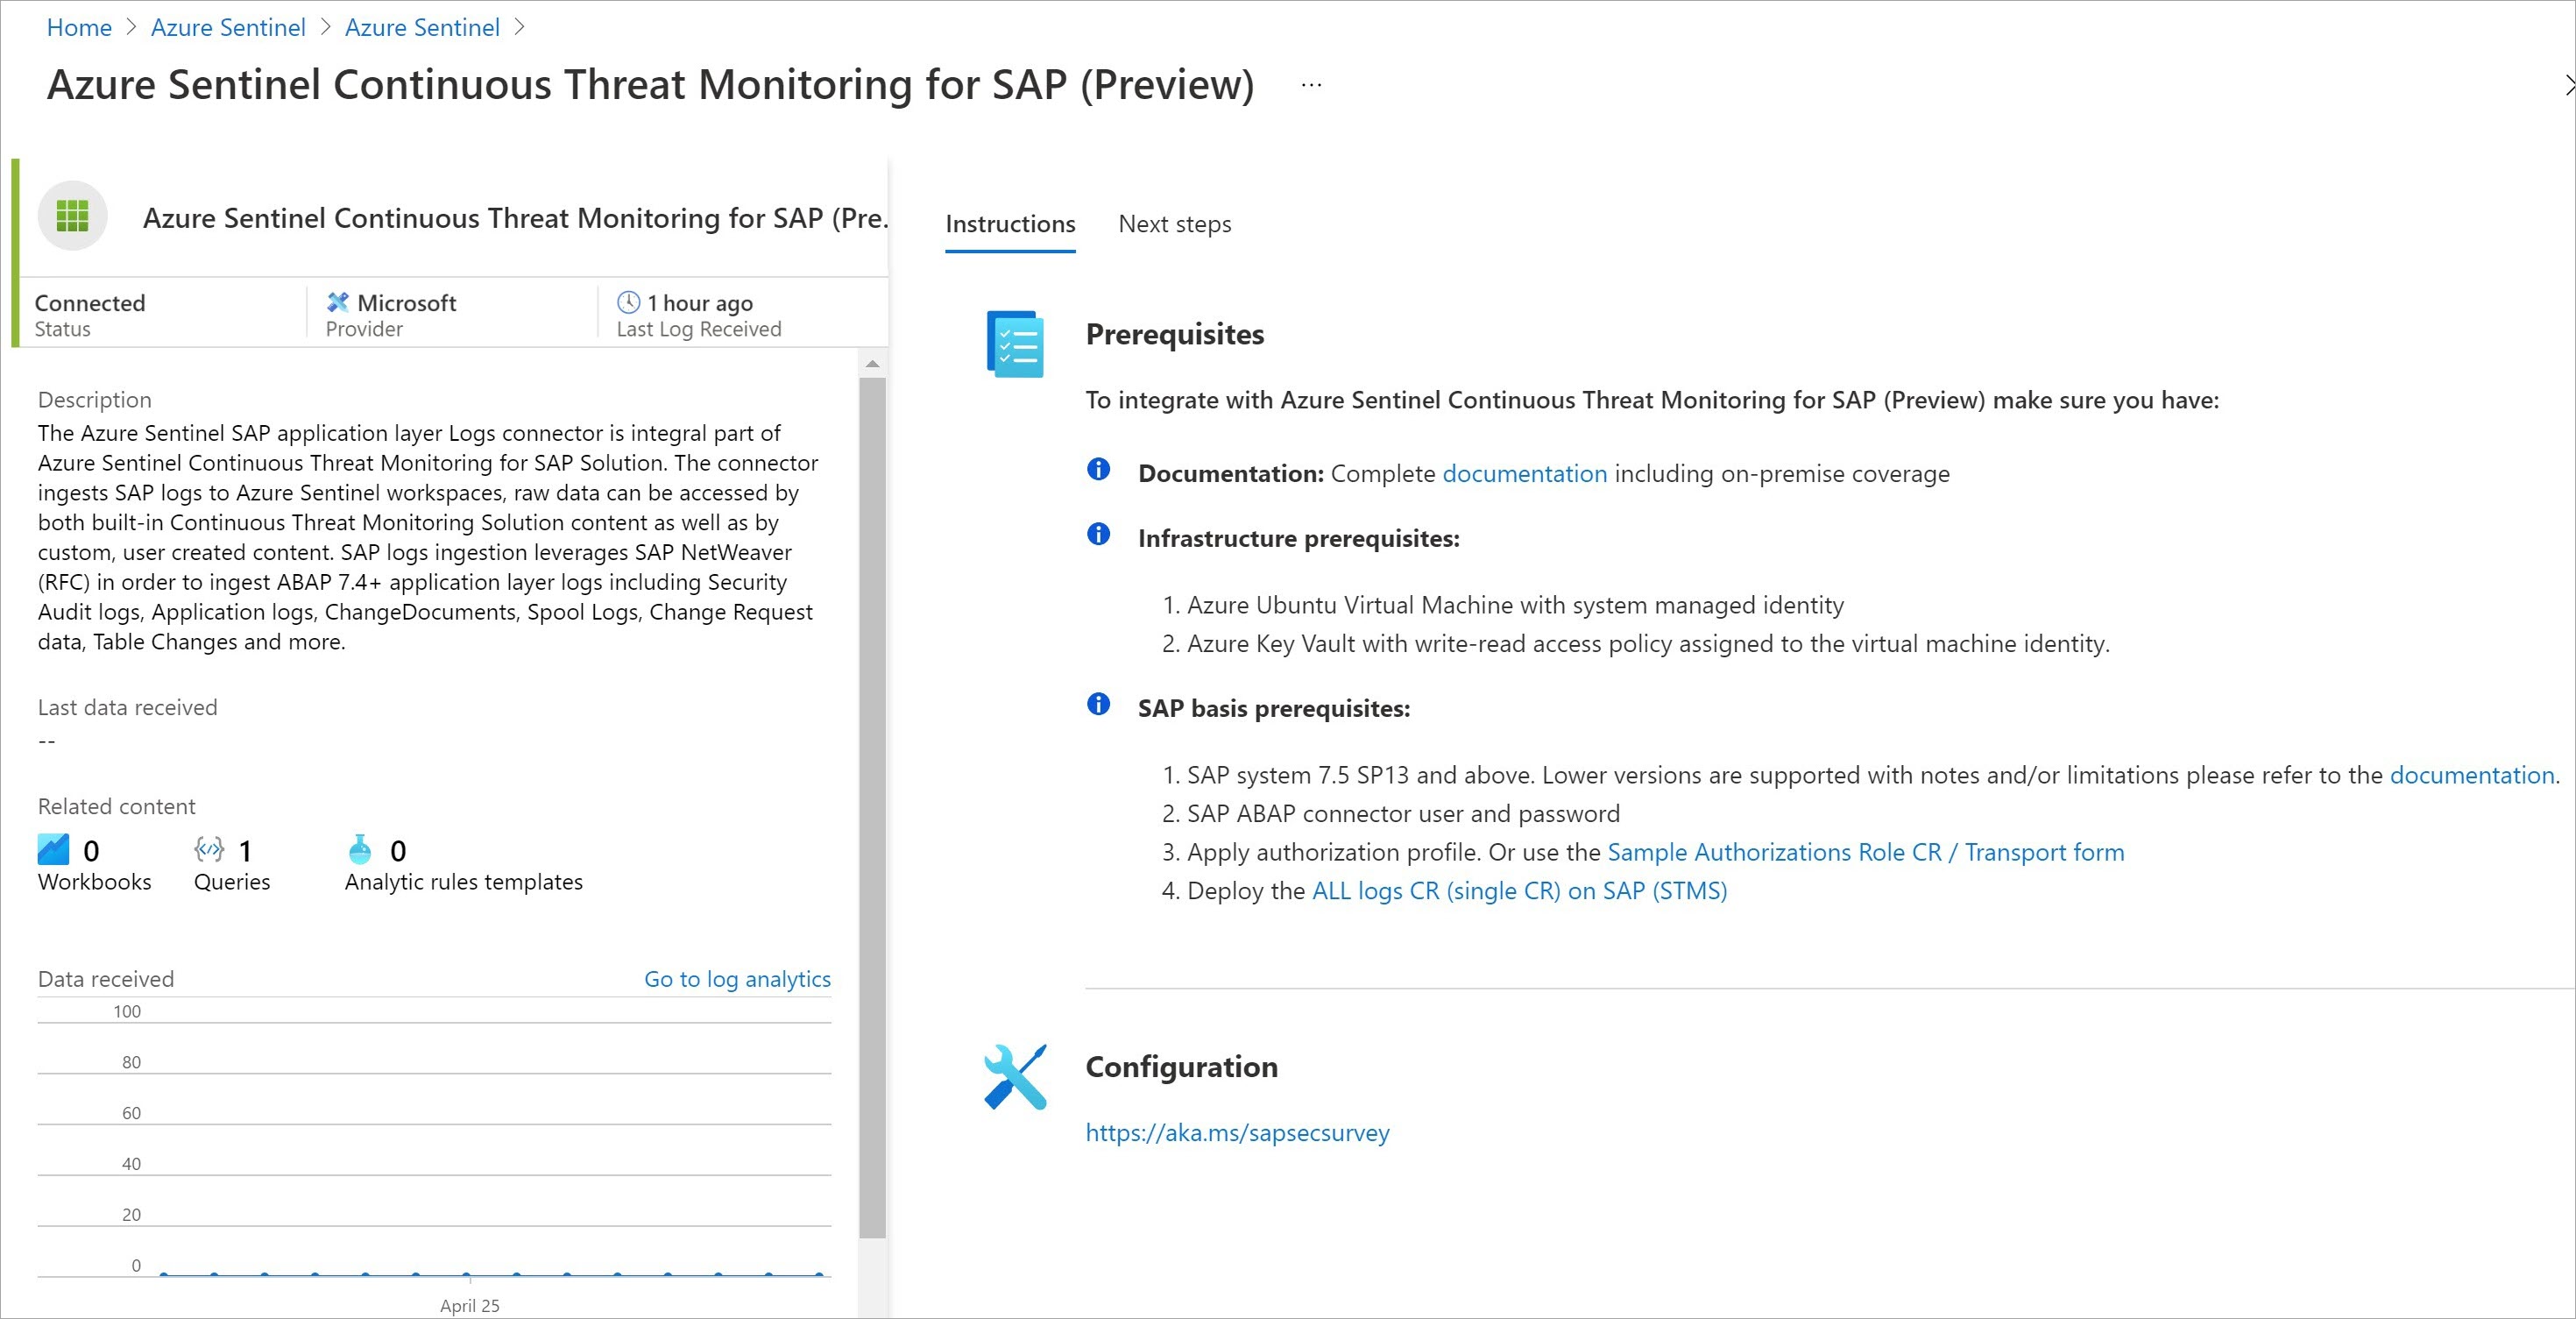 Home > Azure Sentinel > Azure Sentinel >
Azure Sentinel Continuous Threat Monitoring for SAP (Preview) ...
Azure Sentinel Continuous Threat Monitoring for SAP (Pre.
Connected
Status
Microsoft
Provider
1 hour ago
Last Log Received
Description
The Azure Sentinel SAP application layer Logs connector is integral part of
Azure Sentinel Continuous Threat Monitoring for SAP Solution. The connector
ingests SAP logs to Azure Sentinel workspaces, raw data can be accessed by
both built-in Continuous Threat Monitoring Solution content as well as by
custom, user created content. SAP logs ingestion leverages SAP NetWeaver
(RFC) in order to ingest ABAP 7.4+ application layer logs including Security
Audit logs, Application logs, ChangeDocuments, Spool Logs, Change Request
data, Table Changes and more.
Last data received
--
Related content
0
Workbooks
1
Queries
0
Analytic rules templates
Data received
Go to log analytics
100
80
60
40
20
0
April 25
Instructions
Next steps
Prerequisites
To integrate with Azure Sentinel Continuous Threat Monitoring for SAP (Preview) make sure you have:
Documentation: Complete documentation including on-premise coverage
Infrastructure prerequisites:
1. Azure Ubuntu Virtual Machine with system managed identity
2. Azure Key Vault with write-read access policy assigned to the virtual machine identity.
SAP basis prerequisites:
1. SAP system 7.5 SP13 and above. Lower versions are supported with notes and/or limitations please refer to the documentation.
2. SAP ABAP connector user and password
3. Apply authorization profile. Or use the Sample Authorizations Role CR / Transport form
4. Deploy the ALL logs CR (single CR) on SAP (STMS)
Configuration
https://aka.ms/sapsecsurvey